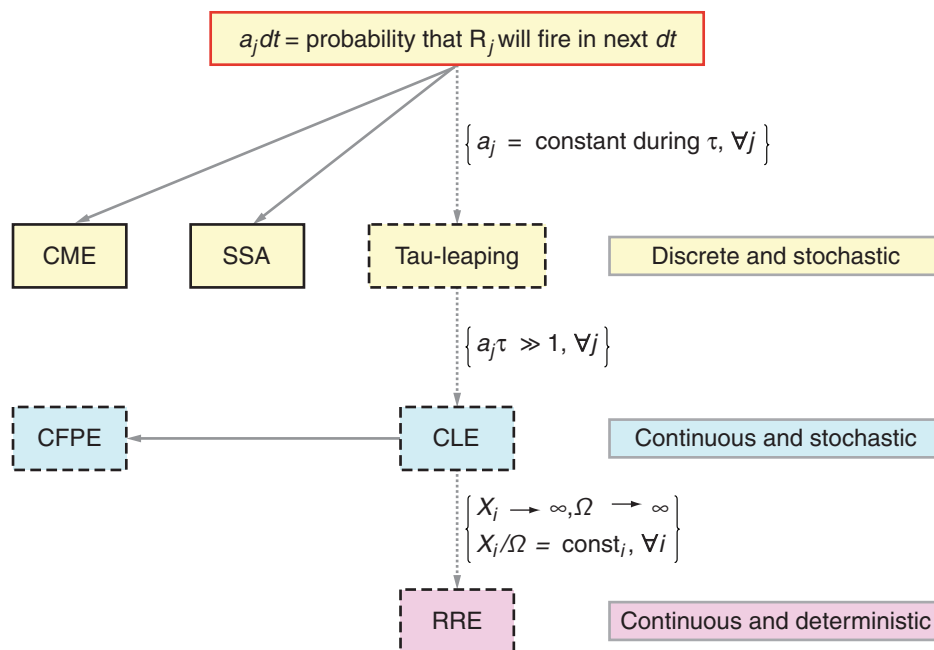 a_j dt = probability that R_j will fire in next dt
{ a_j = constant during τ, ∀j }
CME
SSA
Tau-leaping
Discrete and stochastic
{ a_j τ ≫ 1, ∀j }
CFPE
CLE
Continuous and stochastic
X_i → ∞, Ω → ∞
X_i/Ω = const_i, ∀i
RRE
Continuous and deterministic